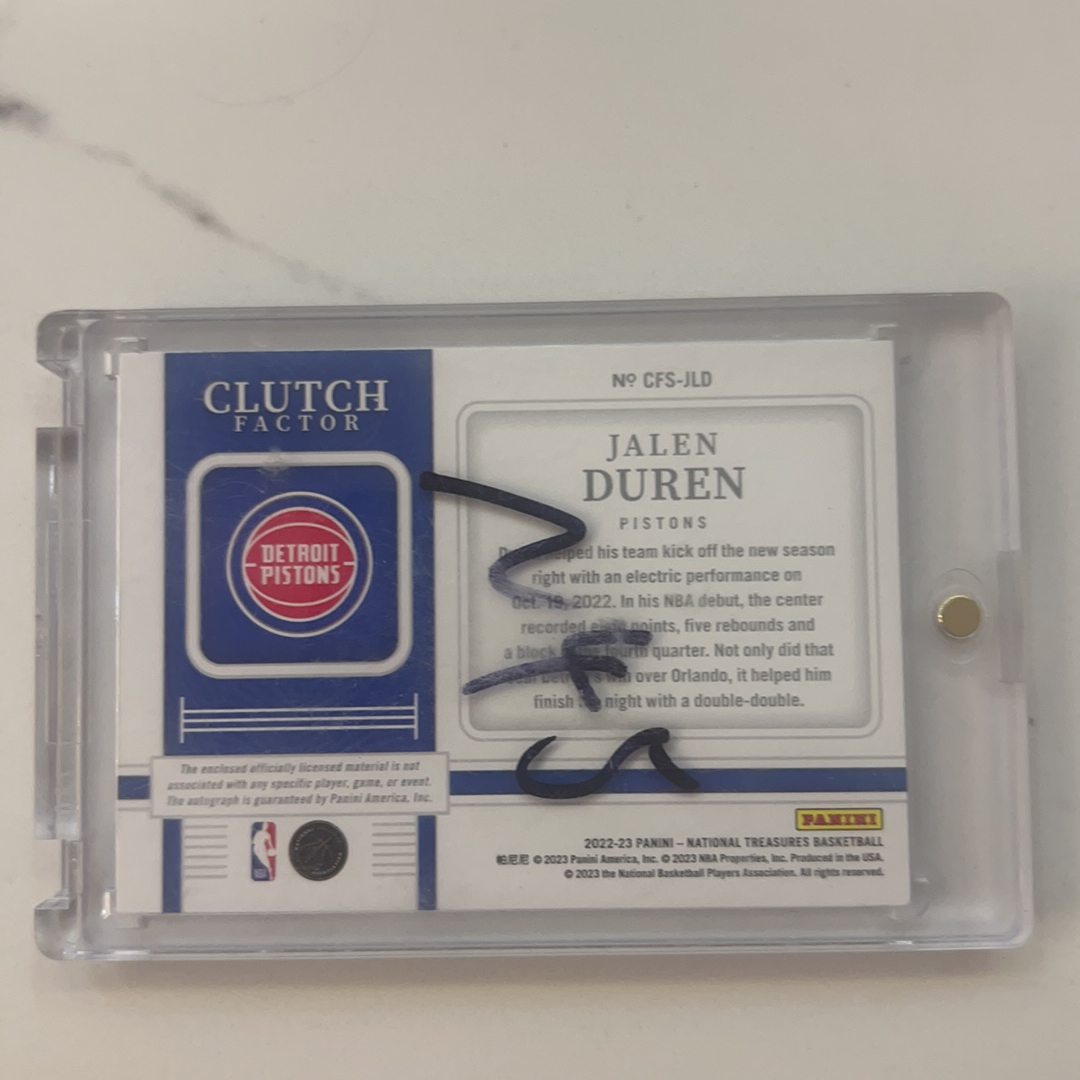 CLUTCH
FACTOR
DETROIT
PISTONS
The enclosed officially licensed material is not
associated with any specific player, game, or event.
The autograph is guaranteed by Panini America, Inc.
Nº CFS-JLD
JALEN
DUREN
PISTONS
helped his team kick off the new season
right with an electric performance on
Oct. 19, 2022. In his NBA debut, the center
recorded eight points, five rebounds and
a block fourth quarter. Not only did that
win over Orlando, it helped him
finish night with a double-double.
PANINI
2022-23 PANINI – NATIONAL TREASURES BASKETBALL
帕尼尼 © 2023 Panini America, Inc. © 2023 NBA Properties, Inc. Produced in the USA.
© 2023 the National Basketball Players Association. All rights reserved.